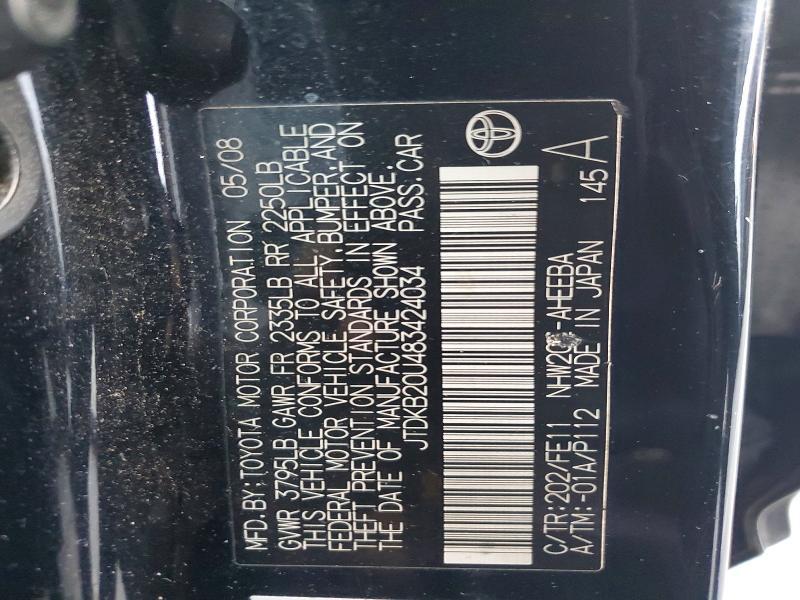 MFD. BY: TOYOTA MOTOR CORPORATION 05/08
GVWR 3795LB GAWR FR 2335LB RR 2250LB
THIS VEHICLE CONFORMS TO ALL APPLICABLE
FEDERAL MOTOR VEHICLE SAFETY, BUMPER, AND
THEFT PREVENTION STANDARDS IN EFFECT ON
THE DATE OF MANUFACTURE SHOWN ABOVE.
JTDKB20U483424034 PASS. CAR
C/TR: 202/FE11 -AHEEBA
A/TM: -01A/P112 MADE IN JAPAN 145 A